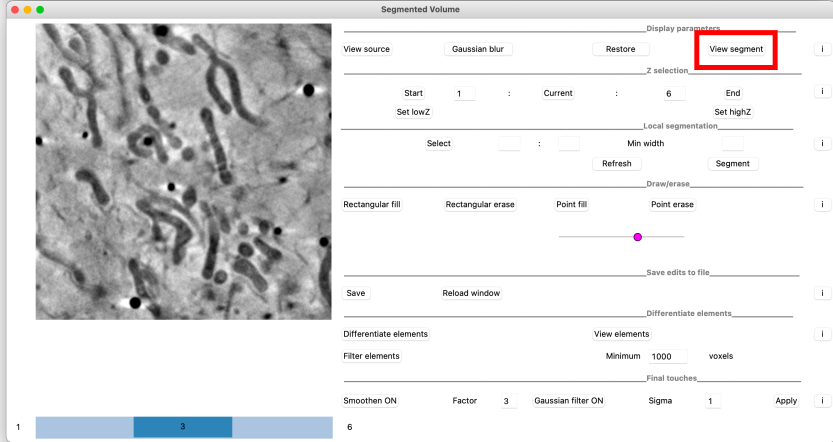 Segmented Volume
Display parameters
View source Gaussian blur Restore View segment i
Z selection
Start 1 : Current : 6 End i
Set lowZ Set highZ
Local segmentation
Select : Min width i
Refresh Segment
Draw/erase
Rectangular fill Rectangular erase Point fill Point erase i
Save edits to file
Save Reload window i
Differentiate elements
Differentiate elements View elements i
Filter elements Minimum 1000 voxels
Final touches
Smoothen ON Factor 3 Gaussian filter ON Sigma 1 Apply i
1 3 6